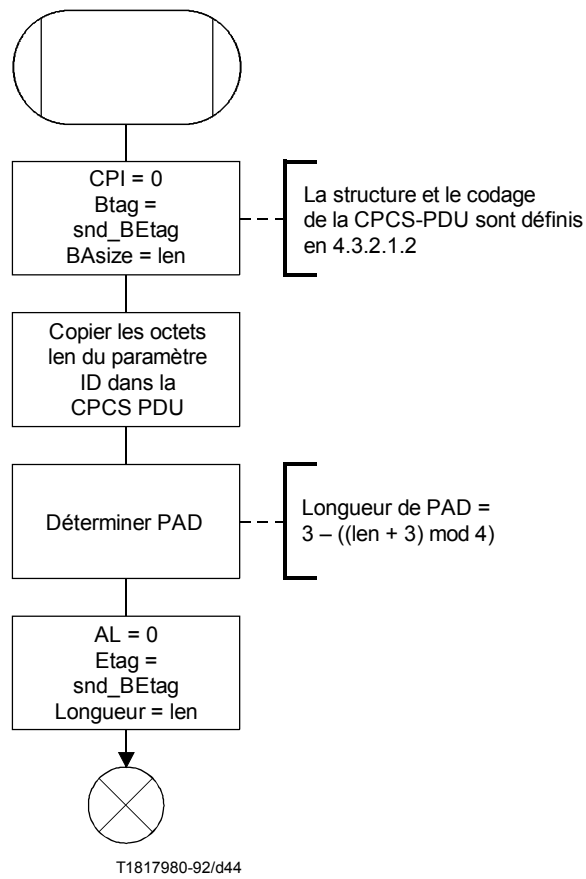 CPI = 0
Btag =
snd_BEtag
BAsize = len
La structure et le codage
de la CPCS-PDU sont définis
en 4.3.2.1.2
Copier les octets
len du paramètre
ID dans la
CPCS PDU
Déterminer PAD
Longueur de PAD =
3 – ((len + 3) mod 4)
AL = 0
Etag =
snd_BEtag
Longueur = len
T1817980-92/d44